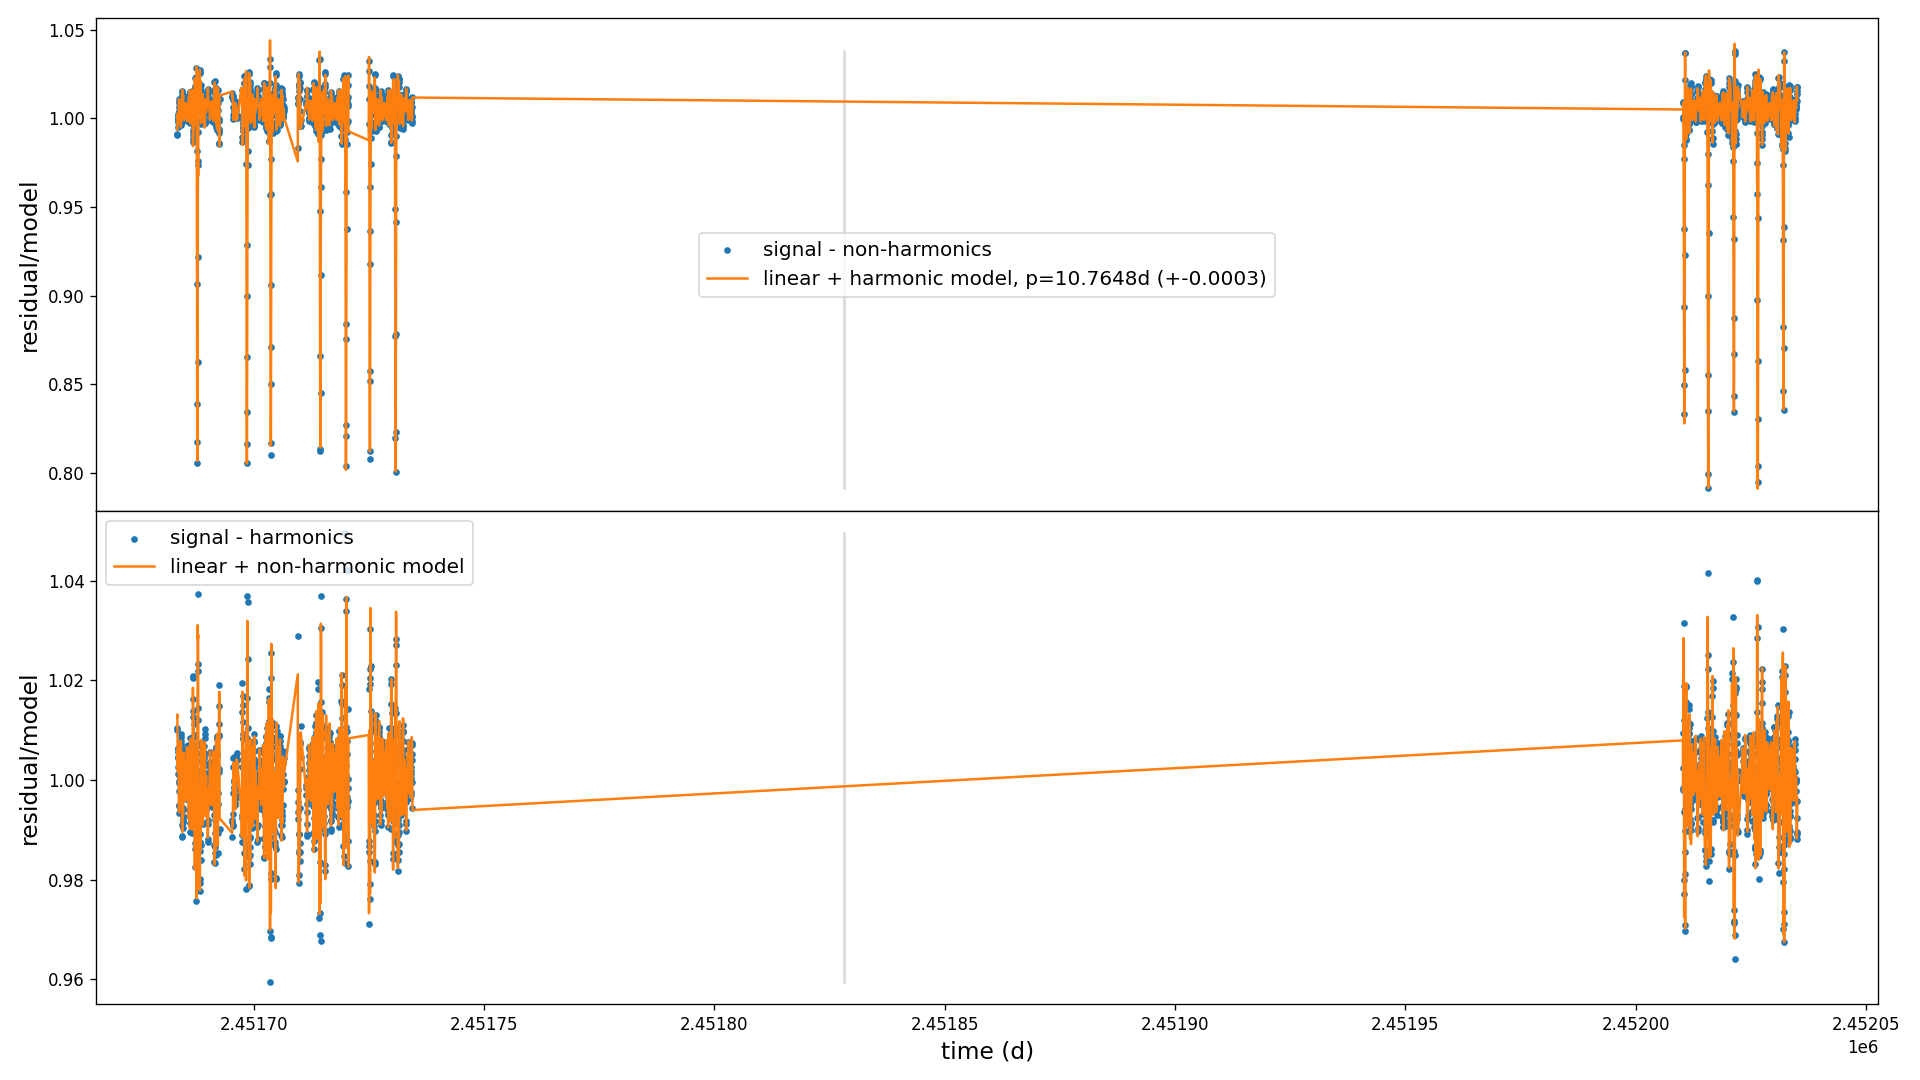 1.05
1.00
0.95
0.90
0.85
0.80
residual/model
signal - non-harmonics
linear + harmonic model, p=10.7648d (+-0.0003)
signal - harmonics
linear + non-harmonic model
1.04
1.02
1.00
0.98
0.96
residual/model
2.45170 2.45175 2.45180 2.45185 2.45190 2.45195 2.45200 2.45205
time (d)
1e6